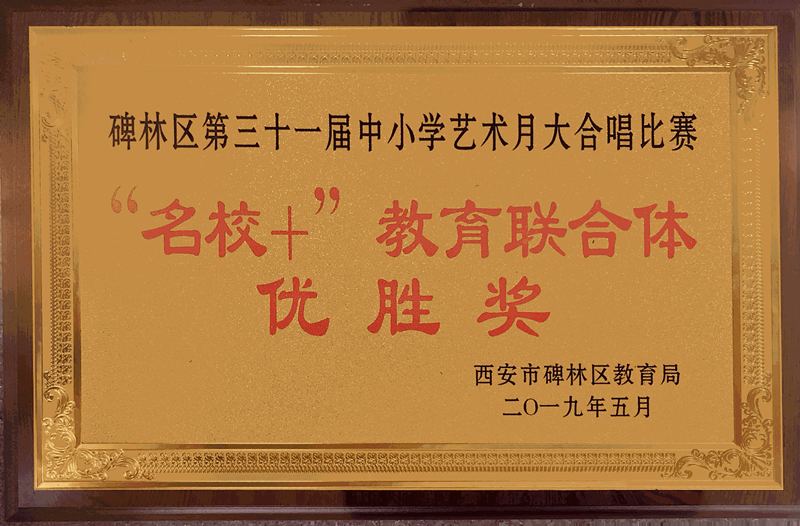 碑林区第三十一届中小学艺术月大合唱比赛
“名校+”教育联合体
优胜奖
西安市碑林区教育局
二〇一九年五月